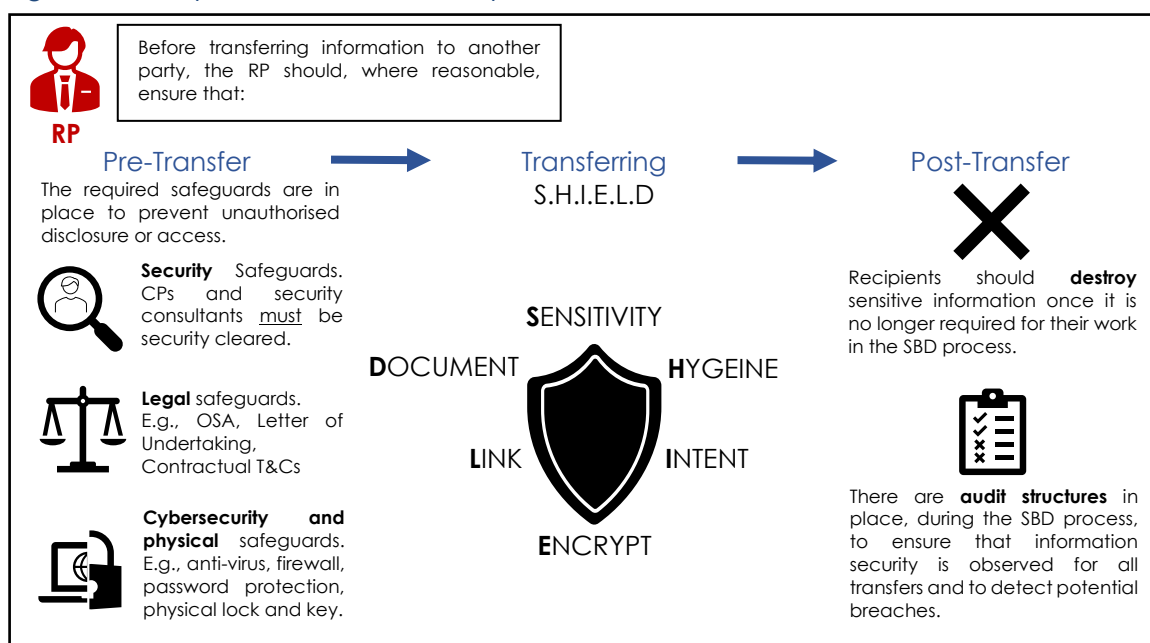 Before transferring information to another
party, the RP should, where reasonable,
ensure that:
RP
Pre-Transfer
The required safeguards are in
place to prevent unauthorised
disclosure or access.
Security Safeguards.
CPs and security
consultants must be
security cleared.
Legal safeguards.
E.g., OSA, Letter of
Undertaking,
Contractual T&Cs
Cybersecurity and
physical safeguards.
E.g., anti-virus, firewall,
password protection,
physical lock and key.
Transferring
S.H.I.E.L.D
SENSITIVITY
DOCUMENT
HYGEINE
LINK
INTENT
ENCRYPT
Post-Transfer
Recipients should destroy
sensitive information once it is
no longer required for their work
in the SBD process.
There are audit structures in
place, during the SBD process,
to ensure that information
security is observed for all
transfers and to detect potential
breaches.